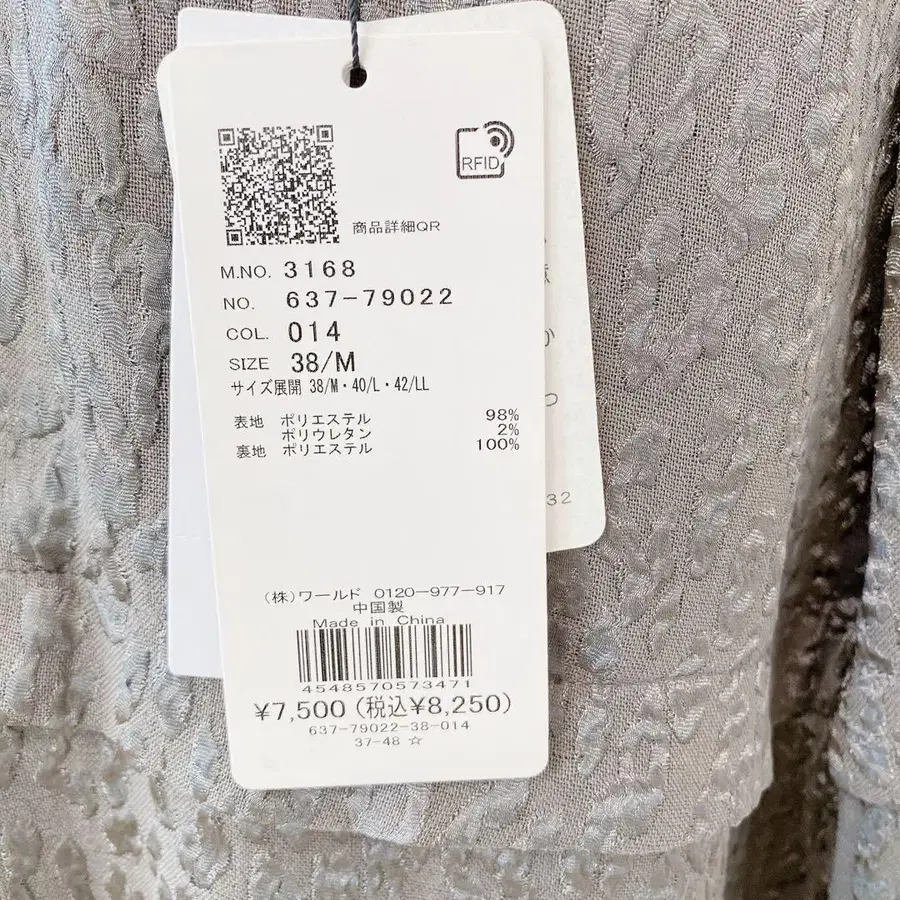 RFID
商品詳細QR
M.NO. 3168
NO. 637-79022
COL. 014
SIZE 38/M
サイズ展開 38/M・40/L・42/LL
表地 ポリエステル 98%
ポリウレタン 2%
裏地 ポリエステル 100%
か
つ
32
(株)ワールド 0120-977-917
中国製
Made in China
4548570573471
¥7,500(税込¥8,250)
637-79022-38-014
37-48 ☆